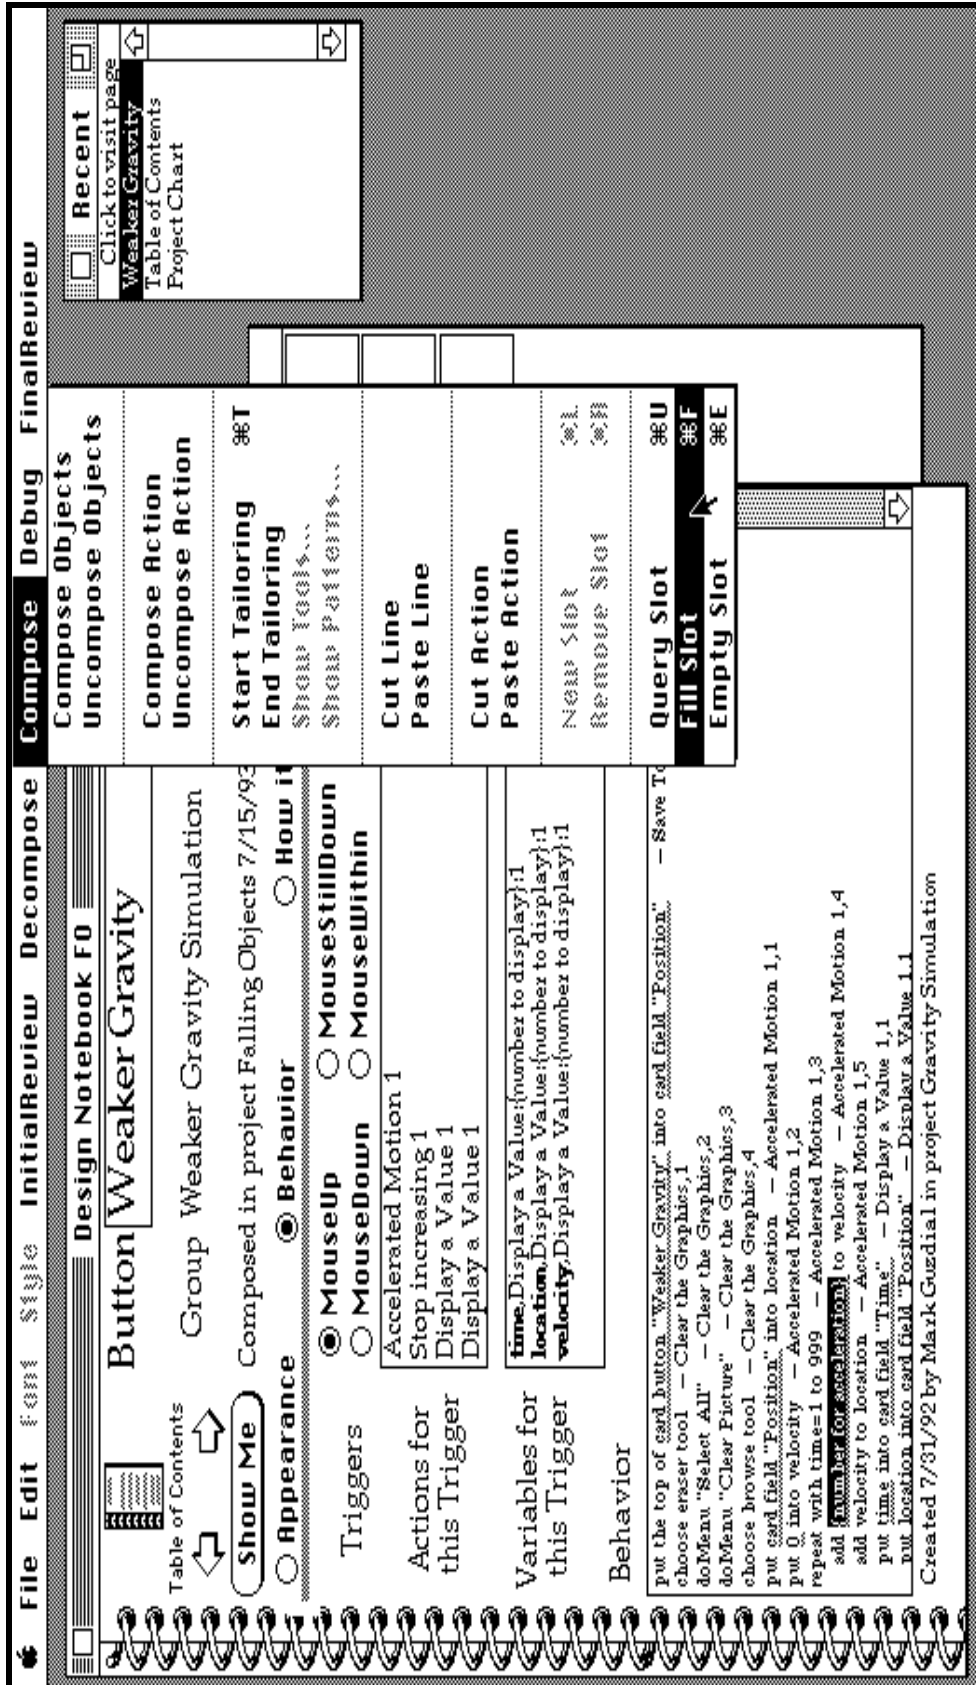 File Edit Font Style InitialReview Decompose Compose Debug FinalReview
Design Notebook FO
Table of Contents
Button Weaker Gravity
Group Weaker Gravity Simulation
Show Me
Composed in project Falling Objects 7/15/93
Appearance Behavior How it
Triggers
MouseUp MouseStillDown
MouseDown MouseWithin
Actions for
this Trigger
Accelerated Motion 1
Stop increasing 1
Display a Value 1
Display a Value 1
Variables for
this Trigger
time,Display a Value:{number to display}:1
location,Display a Value:{number to display}:1
velocity,Display a Value:{number to display}:1
Behavior
put the top of card button "Weaker Gravity" into card field "Position" -- Save To
choose eraser tool -- Clear the Graphics,1
doMenu "Select All" -- Clear the Graphics,2
doMenu "Clear Picture" -- Clear the Graphics,3
choose browse tool -- Clear the Graphics,4
put card field "Position" into location -- Accelerated Motion 1,1
put 0 into velocity -- Accelerated Motion 1,2
repeat with time=1 to 999 -- Accelerated Motion 1,3
add {number for acceleration} to velocity -- Accelerated Motion 1,4
add velocity to location -- Accelerated Motion 1,5
put time into card field "Time" -- Display a Value 1,1
put location into card field "Position" -- Display a Value 1,1
Created 7/31/92 by Mark Guzdial in project Gravity Simulation
Compose Objects
Uncompose Objects
Compose Action
Uncompose Action
Start Tailoring ⌘T
End Tailoring
Show Tools...
Show Patterns...
Cut Line
Paste Line
Cut Action
Paste Action
New Slot ⌘L
Remove Slot ⌘R
Query Slot ⌘U
Fill Slot ⌘F
Empty Slot ⌘E
Recent
Click to visit page
Weaker Gravity
Table of Contents
Project Chart